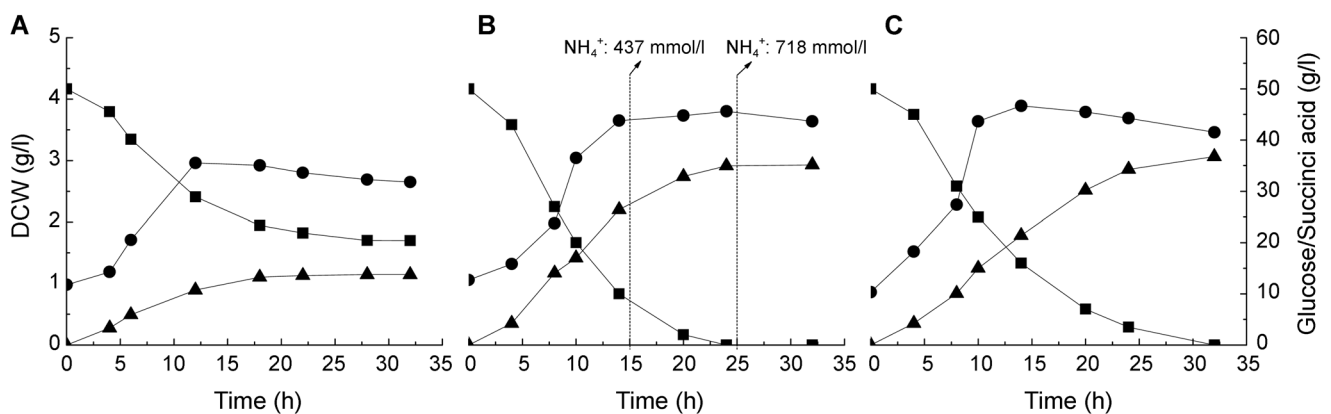 A
B
C
NH₄⁺: 437 mmol/l
NH₄⁺: 718 mmol/l
DCW (g/l)
5
4
3
2
1
0
60
50
40
30
20
10
0
Glucose/Succinci acid (g/l)
0 5 10 15 20 25 30 35
0 5 10 15 20 25 30 35
0 5 10 15 20 25 30 35
Time (h)
Time (h)
Time (h)